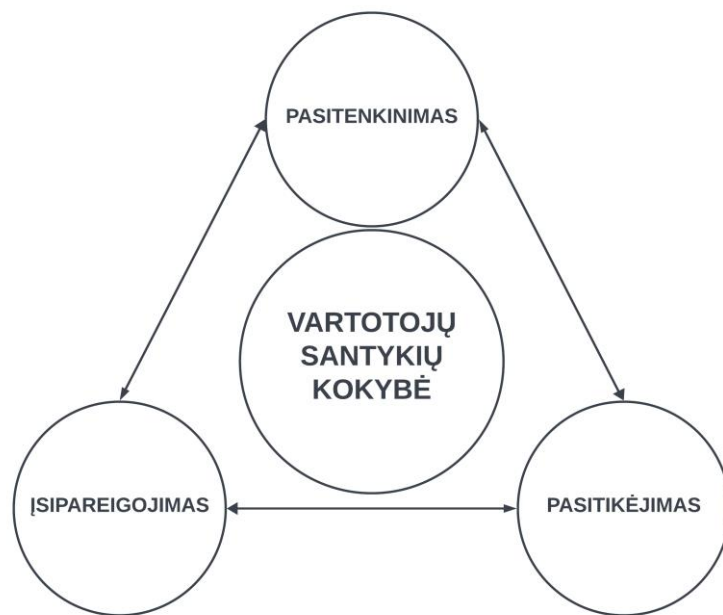 PASITENKINIMAS
VARTOTOJŲ
SANTYKIŲ
KOKYBĖ
ĮSIPAREIGOJIMAS
PASITIKĖJIMAS